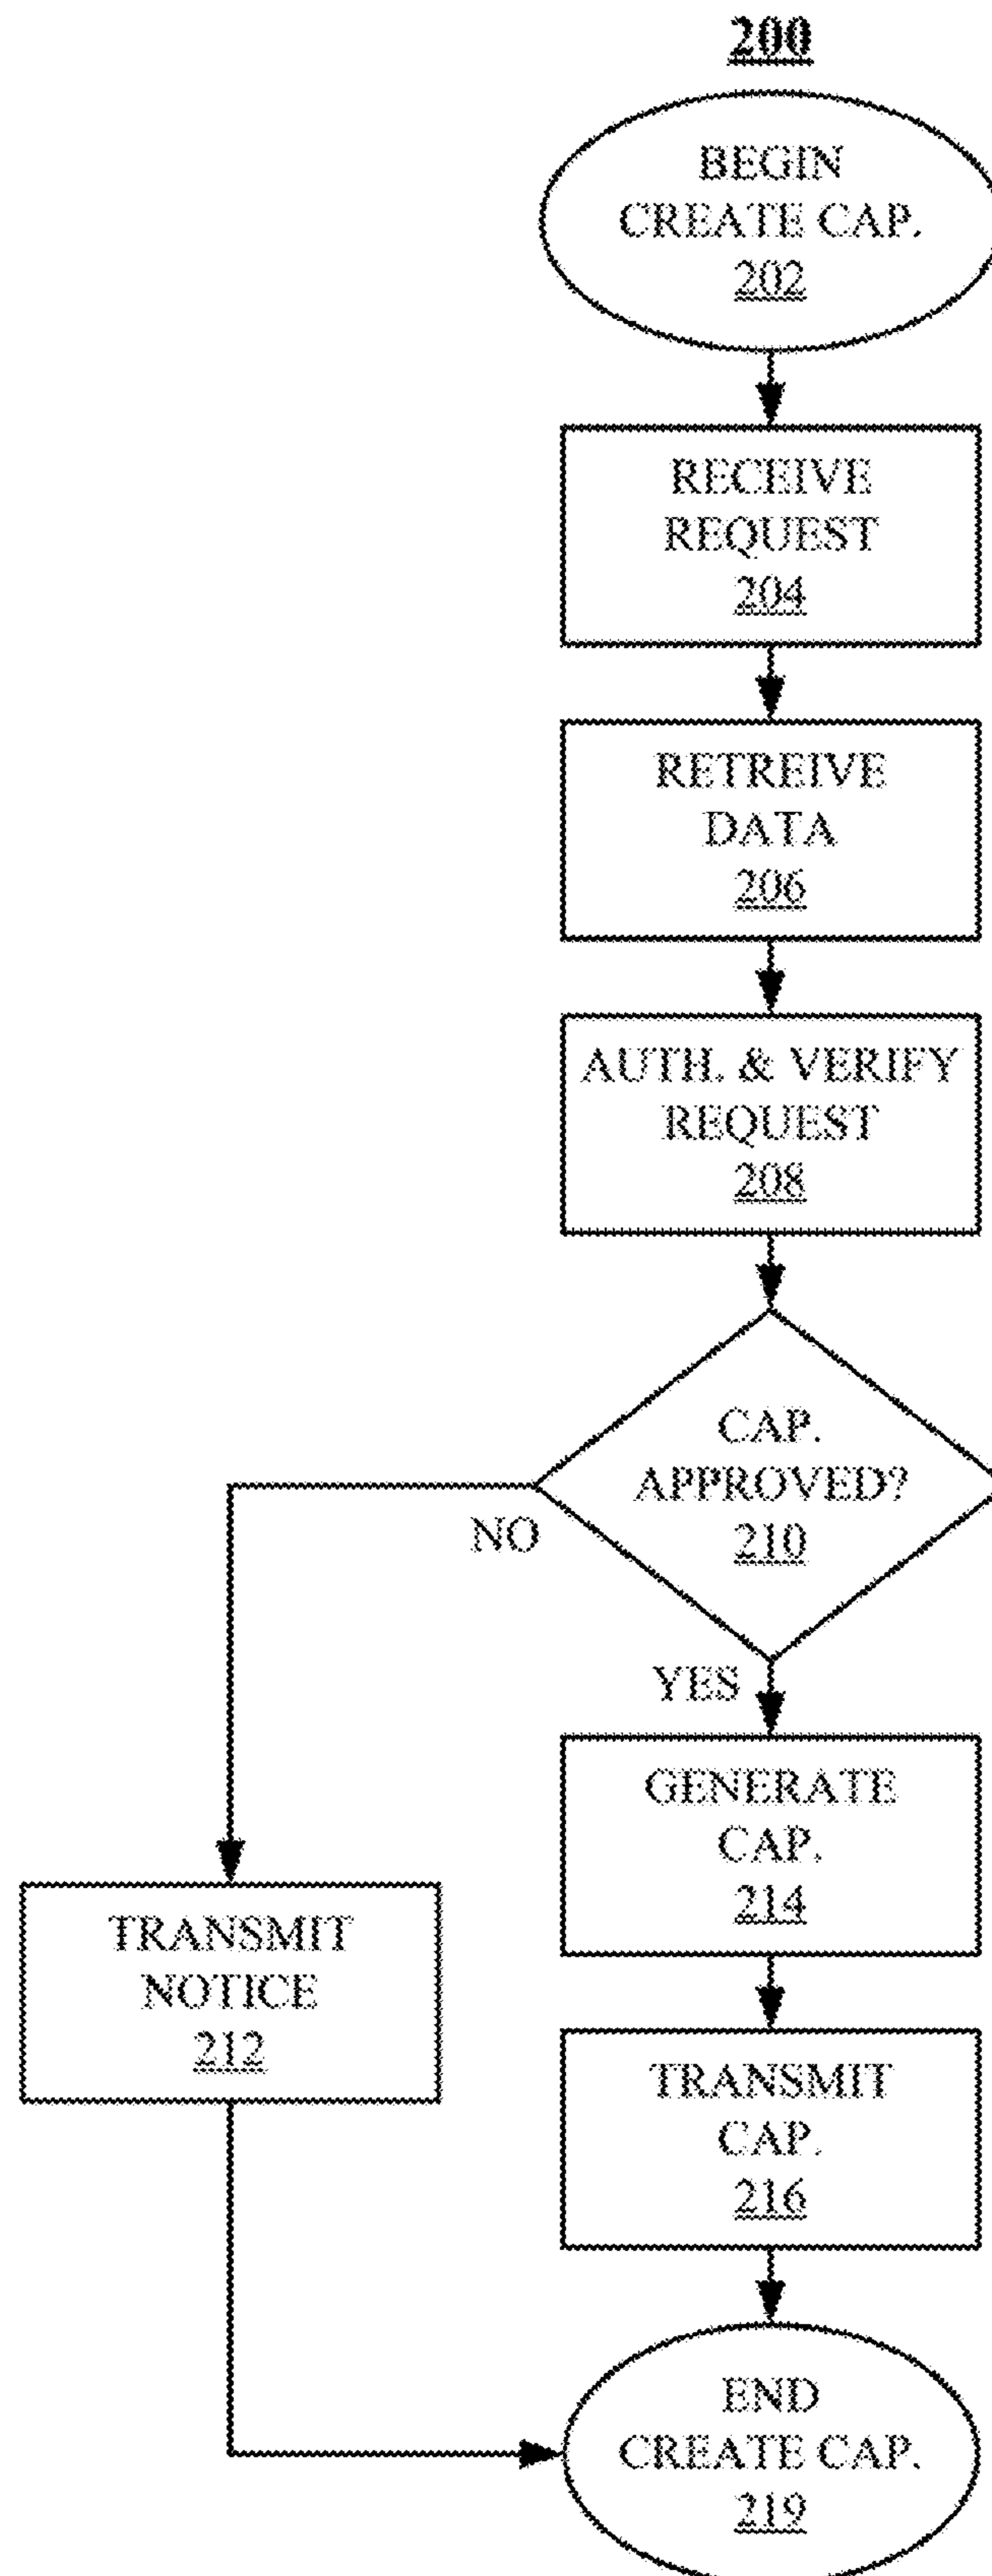 200
BEGIN
CREATE CAP.
202
RECEIVE
REQUEST
204
RETREIVE
DATA
206
AUTH. & VERIFY
REQUEST
208
CAP.
APPROVED?
210
NO
YES
GENERATE
CAP.
214
TRANSMIT
NOTICE
212
TRANSMIT
CAP.
216
END
CREATE CAP.
219